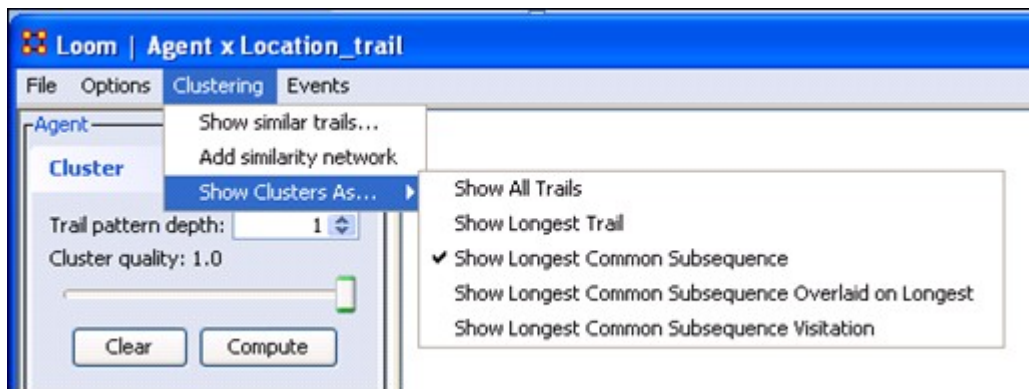 Loom | Agent x Location_trail
File Options Clustering Events
Agent
Show similar trails...
Cluster
Add similarity network
Show Clusters As...
Show All Trails
Trail pattern depth: 1
Show Longest Trail
Cluster quality: 1.0
✔ Show Longest Common Subsequence
Show Longest Common Subsequence Overlaid on Longest
Clear Compute
Show Longest Common Subsequence Visitation